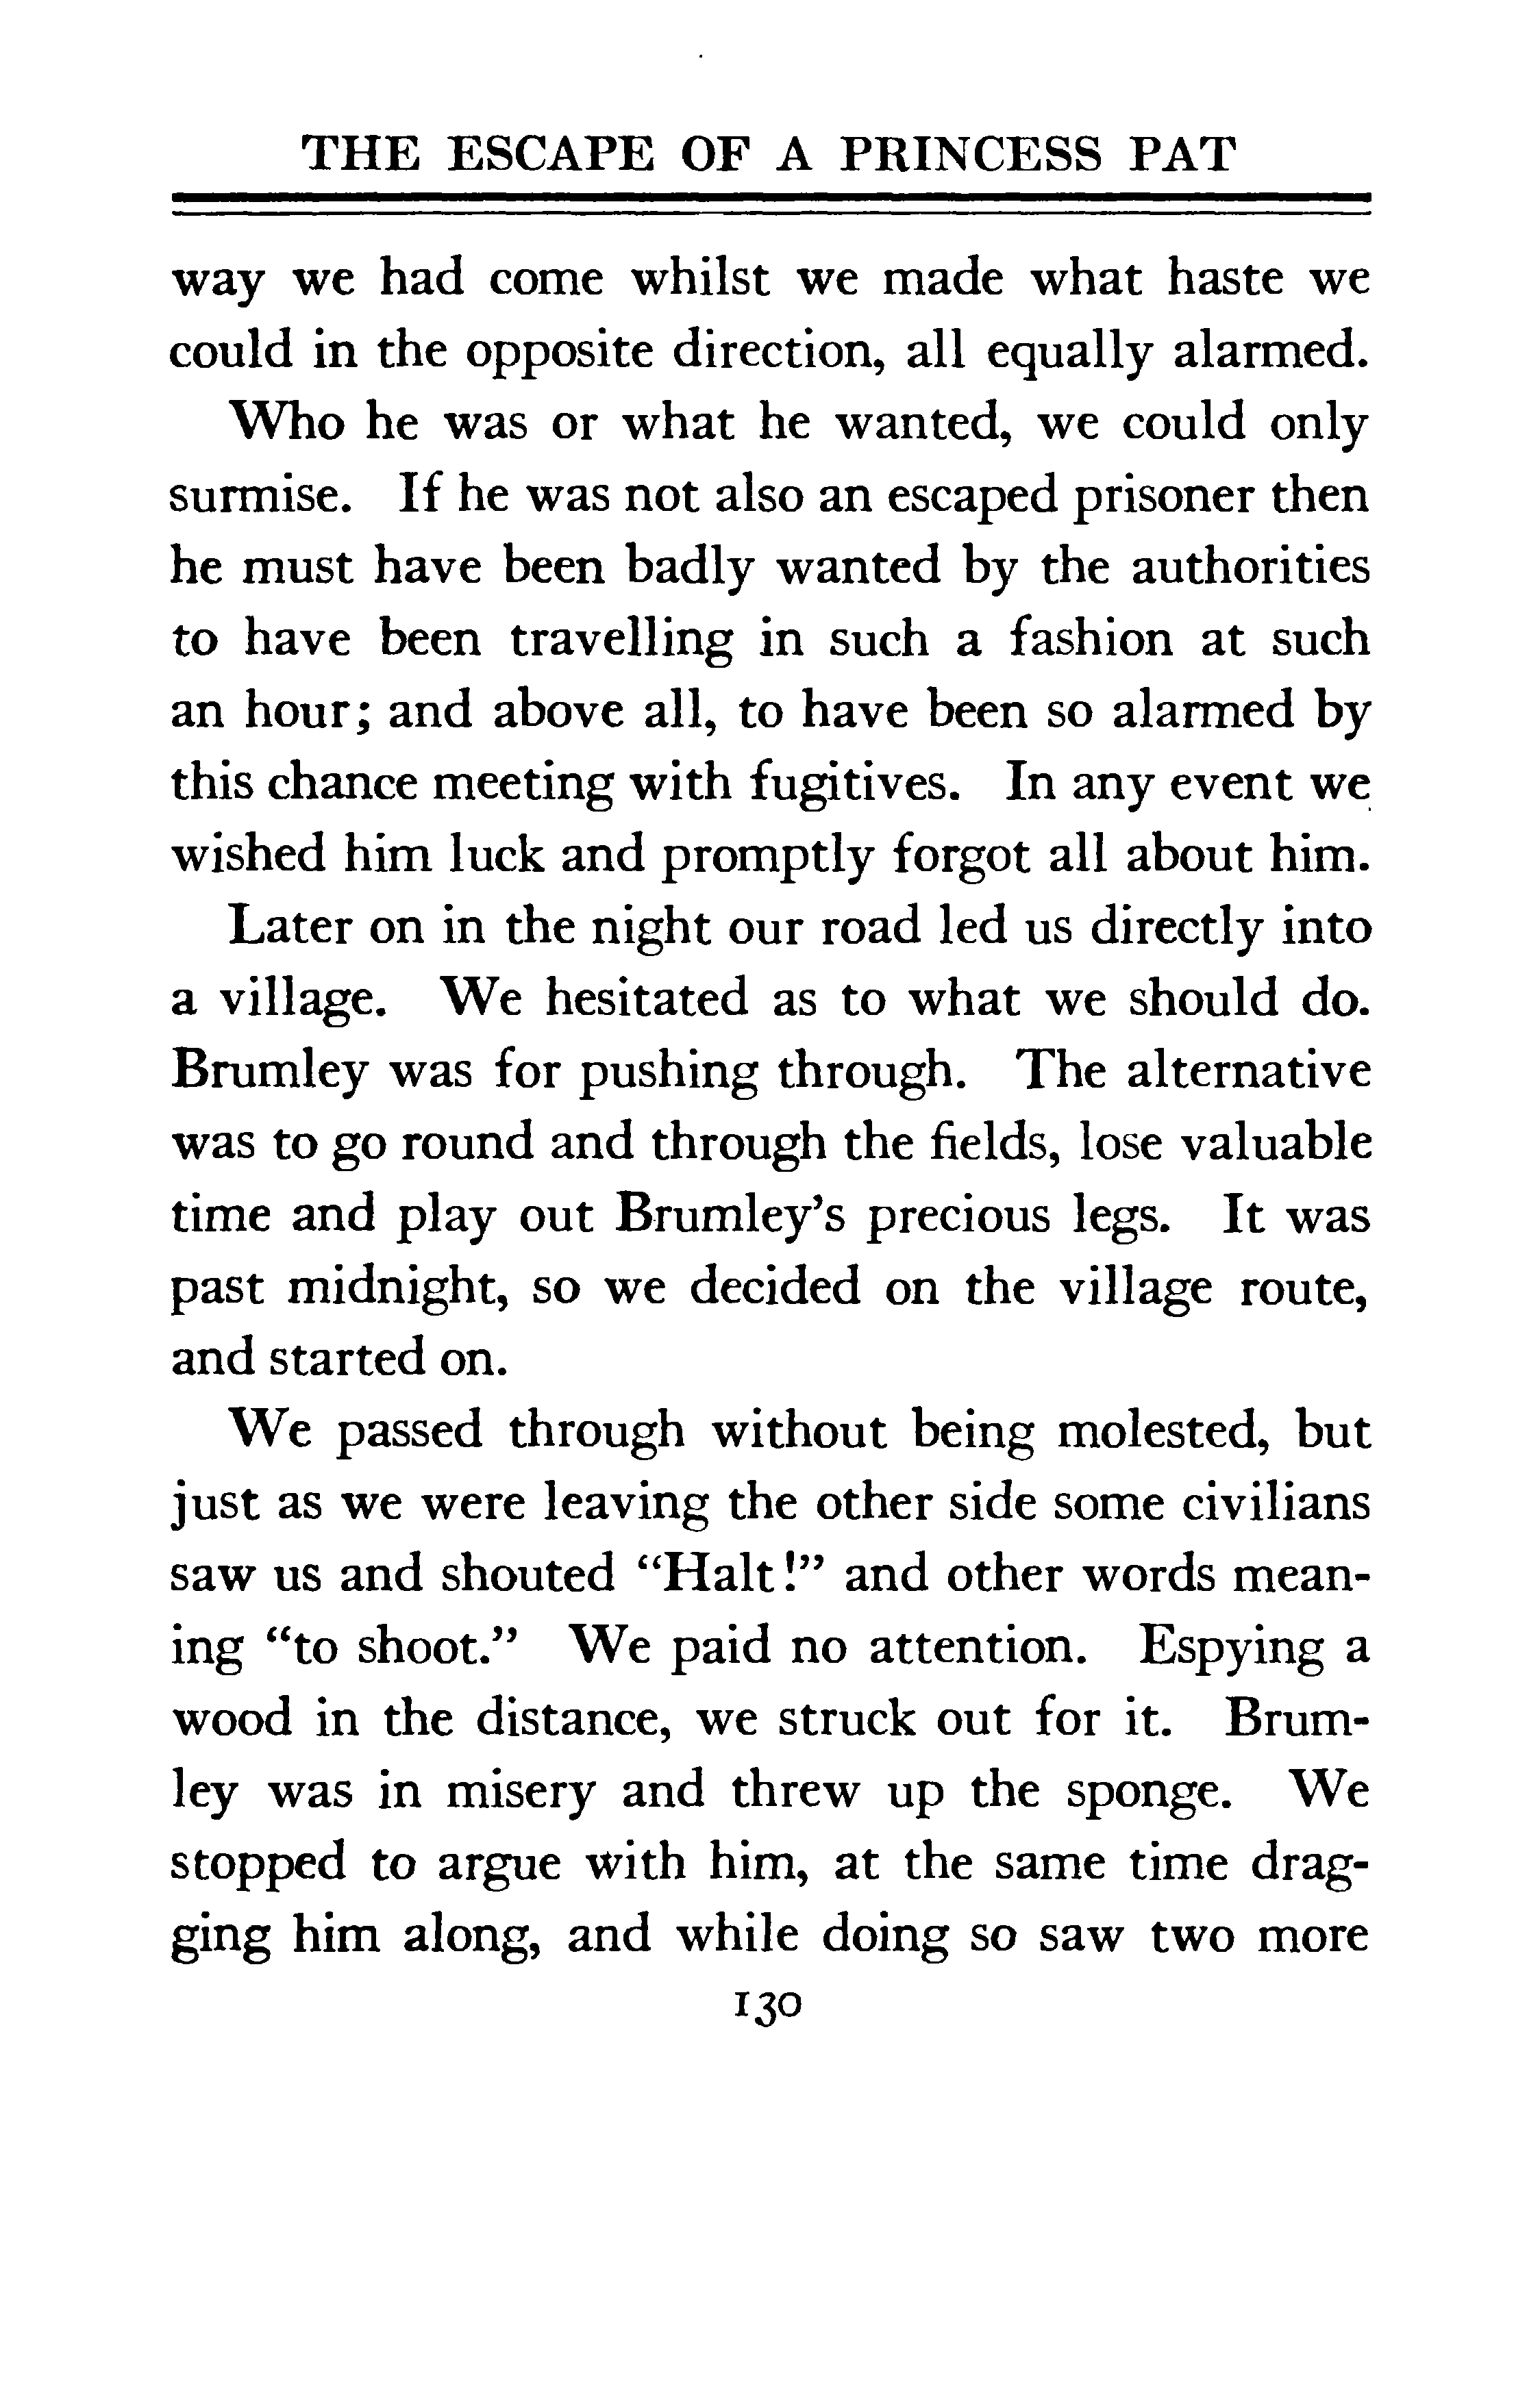 THE ESCAPE OF A PRINCESS PAT
way we had come whilst we made what haste we
could in the opposite direction, all equally alarmed.
Who he was or what he wanted, we could only
surmise. If he was not also an escaped prisoner then
he must have been badly wanted by the authorities
to have been travelling in such a fashion at such
an hour; and above all, to have been so alarmed by
this chance meeting with fugitives. In any event we
wished him luck and promptly forgot all about him.
Later on in the night our road led us directly into
a village. We hesitated as to what we should do.
Brumley was for pushing through. The alternative
was to go round and through the fields, lose valuable
time and play out Brumley's precious legs. It was
past midnight, so we decided on the village route,
and started on.
We passed through without being molested, but
just as we were leaving the other side some civilians
saw us and shouted "Halt!" and other words mean-
ing "to shoot." We paid no attention. Espying a
wood in the distance, we struck out for it. Brum-
ley was in misery and threw up the sponge. We
stopped to argue with him, at the same time drag-
ging him along, and while doing so saw two more
130